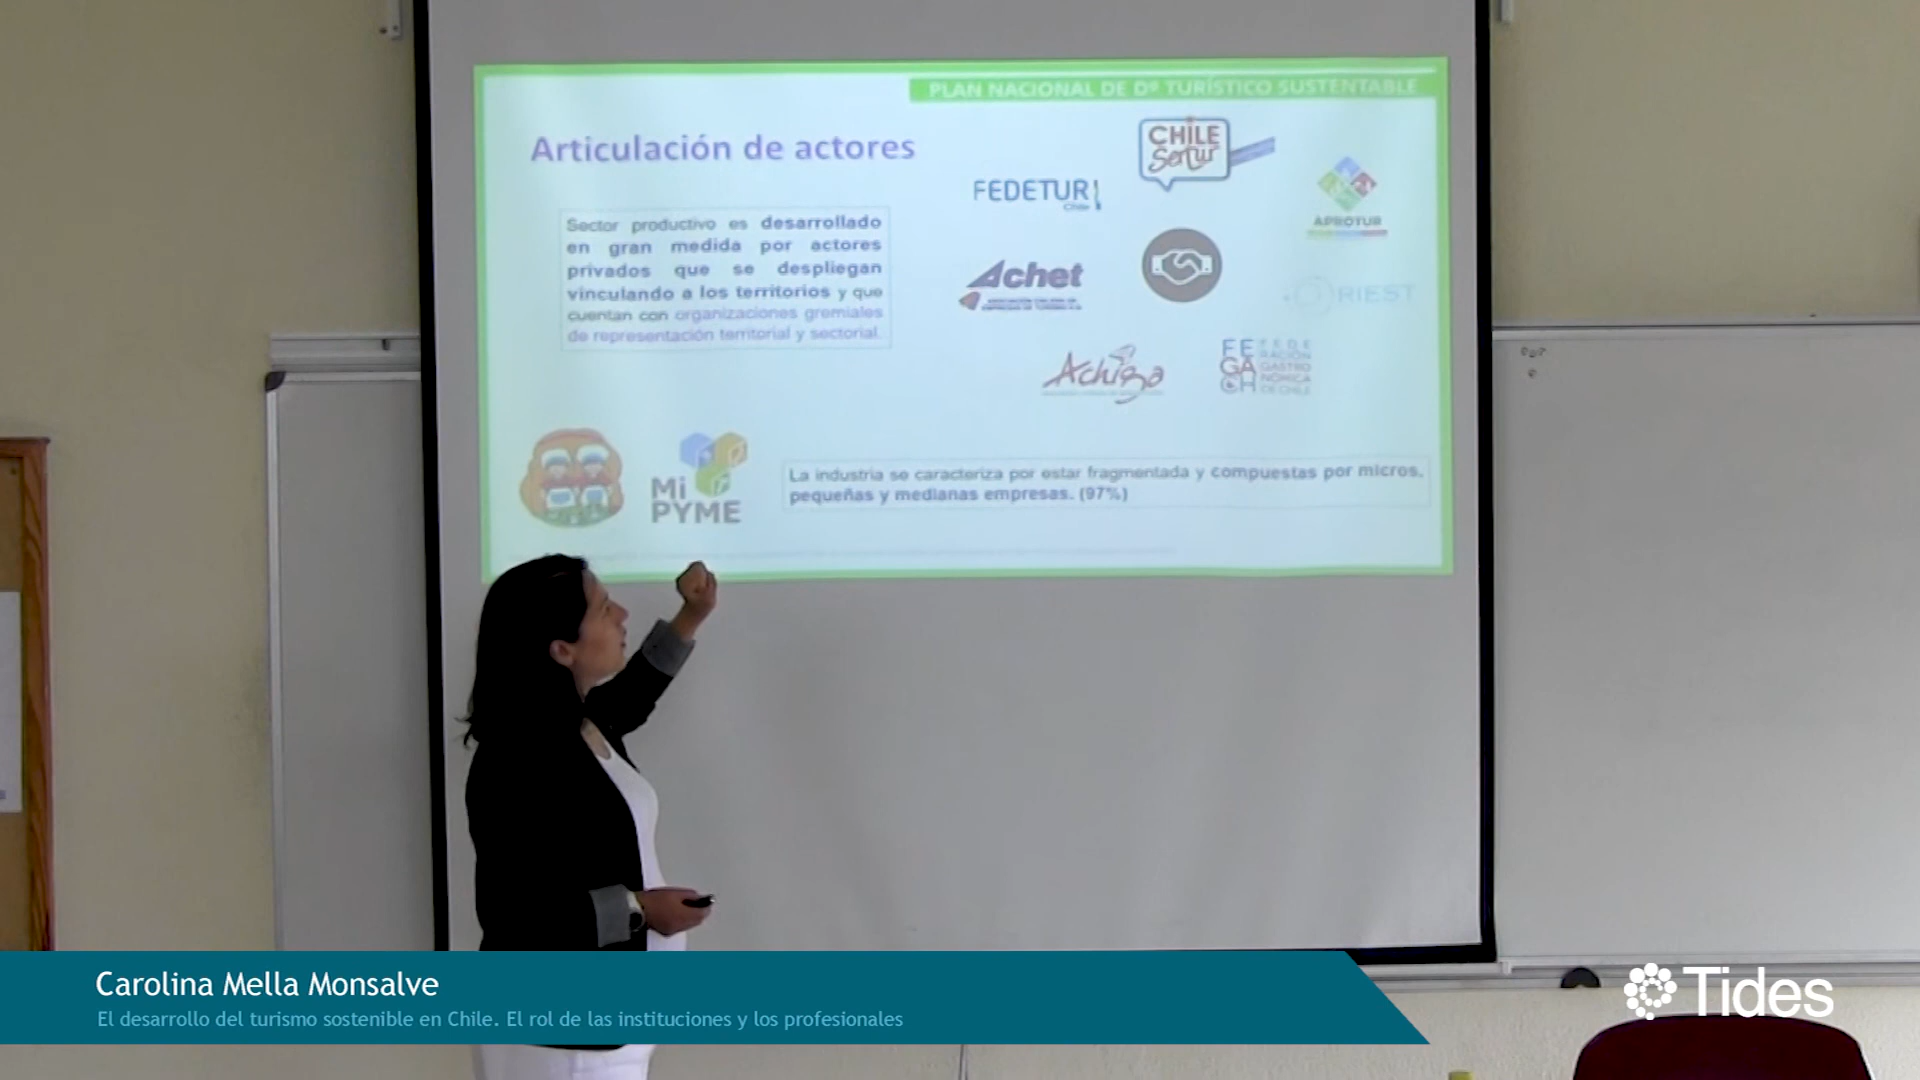 PLAN NACIONAL DE Dº TURÍSTICO SUSTENTABLE
Articulación de actores
CHILE
Sertur
FEDETUR
Chile
APROTUR
Sector productivo es desarrollado
en gran medida por actores
privados que se despliegan
vinculando a los territorios y que
cuentan con organizaciones gremiales
de representación territorial y sectorial.
Achet
RIEST
Achiga
FE FEDE
RACIÓN
GA GASTRO
NÓMICA
CH DE CHILE
Mi
PYME
La industria se caracteriza por estar fragmentada y compuestas por micros,
pequeñas y medianas empresas. (97%)
Carolina Mella Monsalve
El desarrollo del turismo sostenible en Chile. El rol de las instituciones y los profesionales
Tides